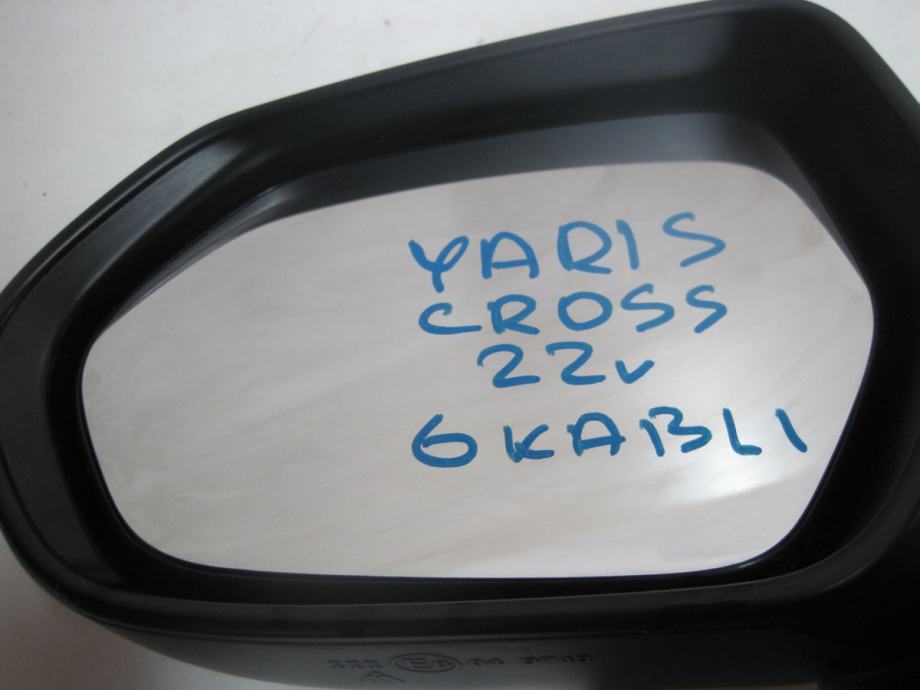 YARIS
CROSS
22v
6KABLI